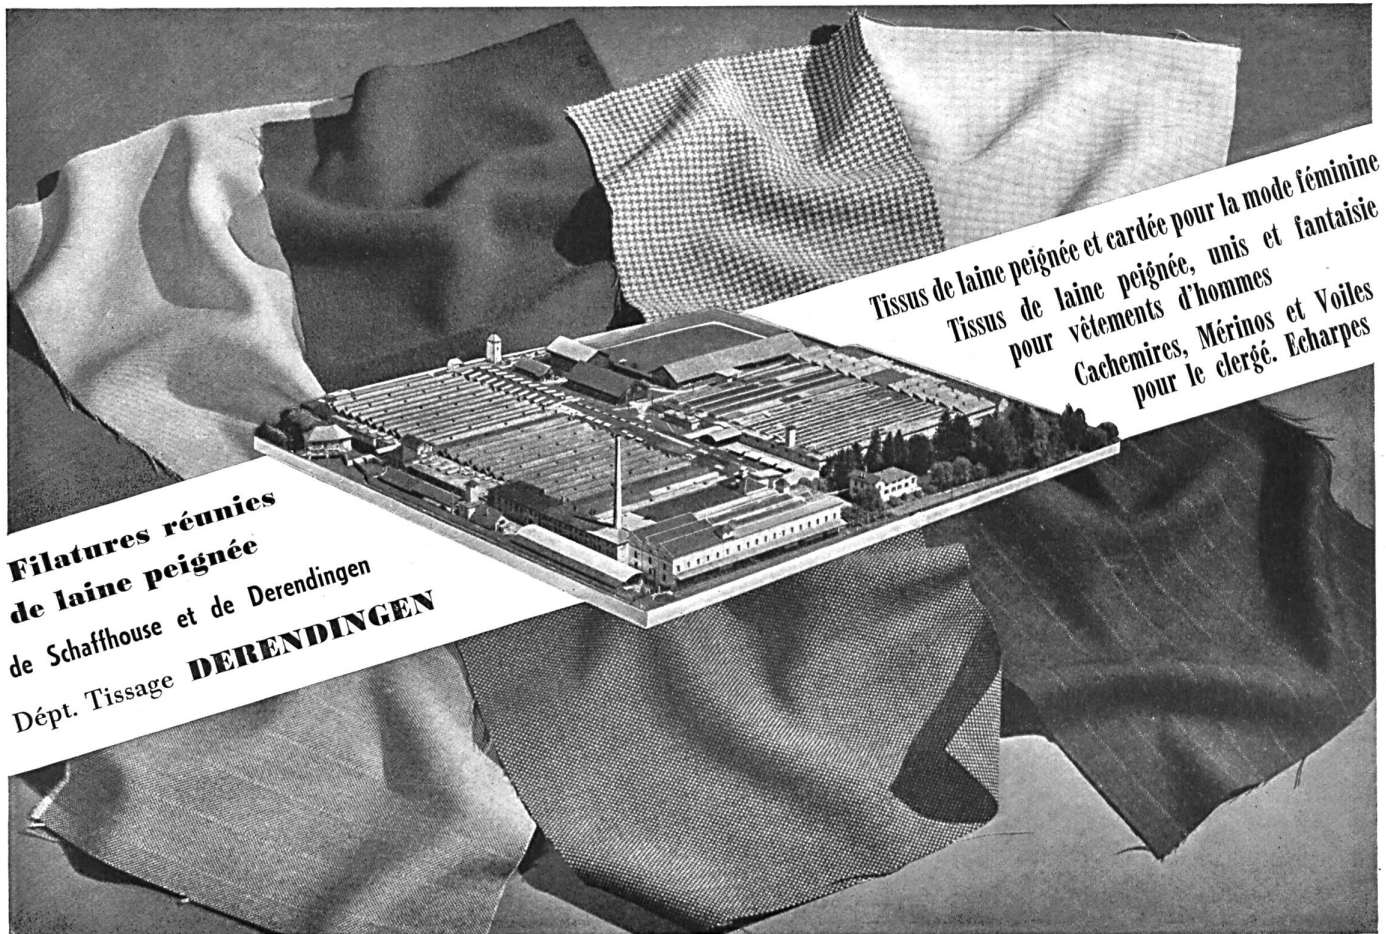 Tissus de laine peignée et cardée pour la mode féminine
Tissus de laine peignée, unis et fantaisie
pour vêtements d'hommes
Cachemires, Mérinos et Voiles
pour le clergé. Echarpes
Filatures réunies
de laine peignée
de Schaffhouse et de Derendingen
Dépt. Tissage DERENDINGEN